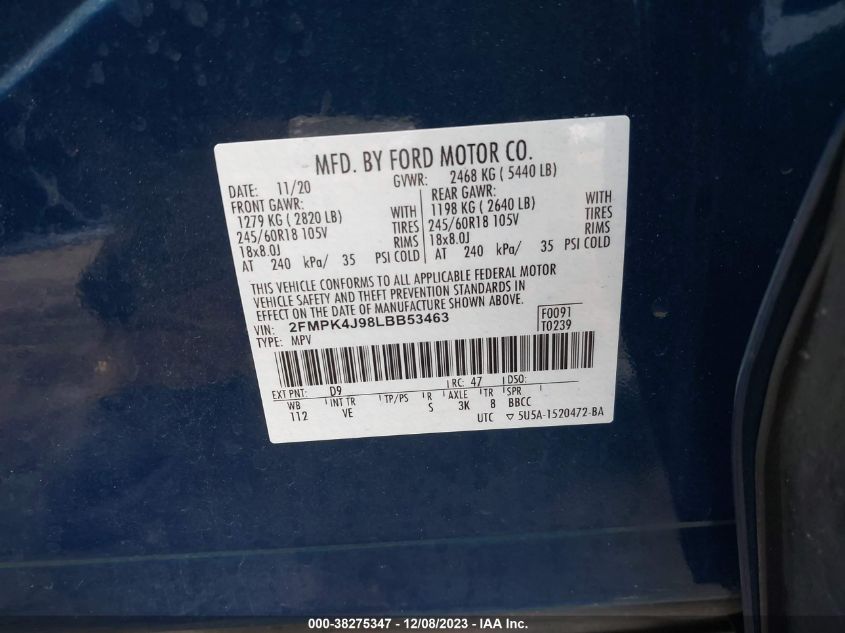 MFD. BY FORD MOTOR CO.
DATE: 11/20 GVWR: 2468 KG ( 5440 LB)
FRONT GAWR: REAR GAWR:
1279 KG ( 2820 LB) WITH 1198 KG ( 2640 LB) WITH
245/60R18 105V TIRES 245/60R18 105V TIRES
18x8.0J RIMS 18x8.0J RIMS
AT 240 kPa/ 35 PSI COLD AT 240 kPa/ 35 PSI COLD
THIS VEHICLE CONFORMS TO ALL APPLICABLE FEDERAL MOTOR
VEHICLE SAFETY AND THEFT PREVENTION STANDARDS IN
EFFECT ON THE DATE OF MANUFACTURE SHOWN ABOVE.
VIN: 2FMPK4J98LBB53463 F0091
TYPE: MPV T0239
EXT PNT: D9 RC: 47 DSO:
WB INT TR TP/PS R AXLE TR SPR
112 VE S 3K 8 BBCC
UTC ▽ 5U5A-1520472-BA
000-38275347 - 12/08/2023 - IAA Inc.